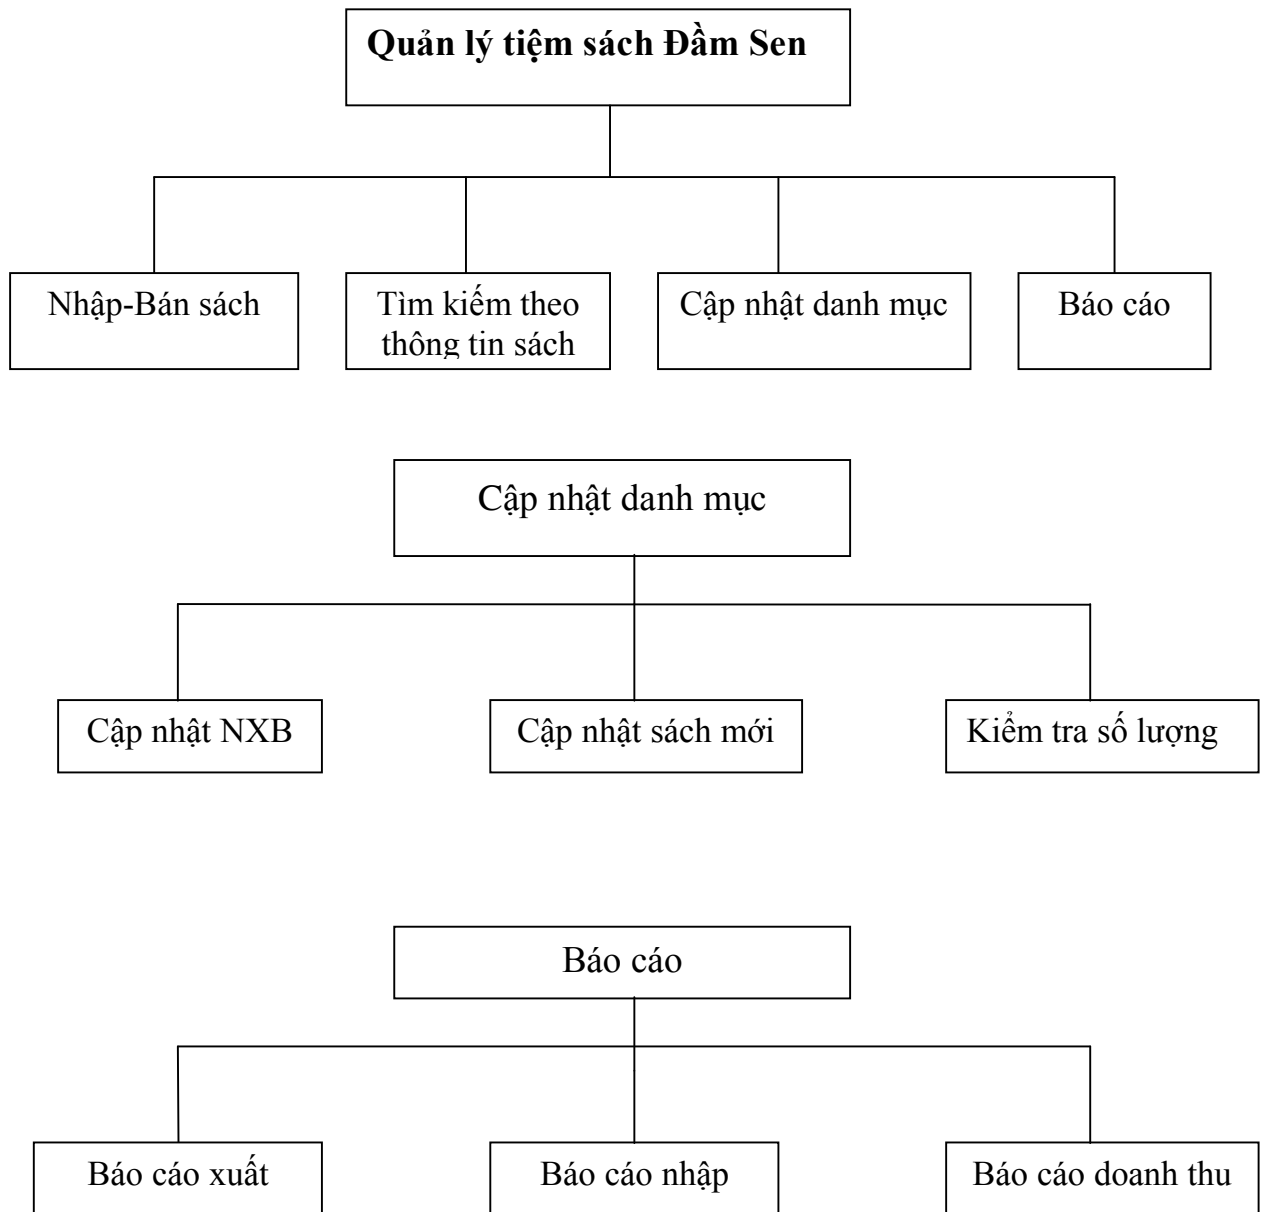 Quản lý tiệm sách Đầm Sen
Nhập-Bán sách
Tìm kiếm theo
thông tin sách
Cập nhật danh mục
Báo cáo
Cập nhật danh mục
Cập nhật NXB
Cập nhật sách mới
Kiểm tra số lượng
Báo cáo
Báo cáo xuất
Báo cáo nhập
Báo cáo doanh thu